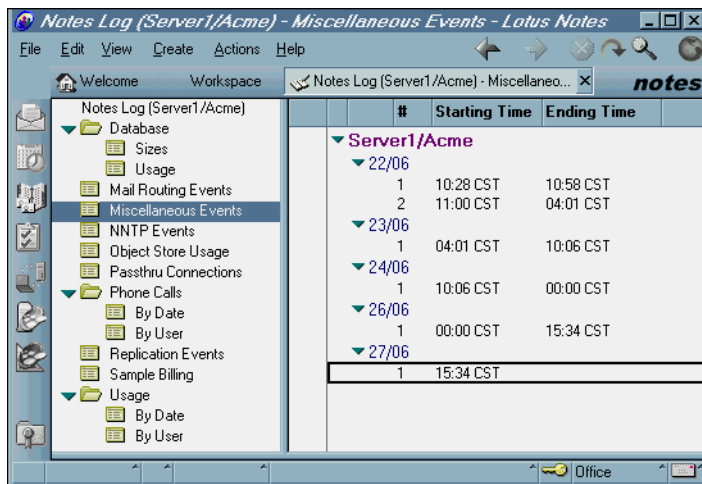 Notes Log (Server1/Acme) - Miscellaneous Events - Lotus Notes
File Edit View Create Actions Help
Welcome Workspace Notes Log (Server1/Acme) - Miscellaneo... notes
Notes Log (Server1/Acme)
Database
Sizes
Usage
Mail Routing Events
Miscellaneous Events
NNTP Events
Object Store Usage
Passthru Connections
Phone Calls
By Date
By User
Replication Events
Sample Billing
Usage
By Date
By User
# Starting Time Ending Time
Server1/Acme
22/06
1 10:28 CST 10:58 CST
2 11:00 CST 04:01 CST
23/06
1 04:01 CST 10:06 CST
24/06
1 10:06 CST 00:00 CST
26/06
1 00:00 CST 15:34 CST
27/06
1 15:34 CST
Office